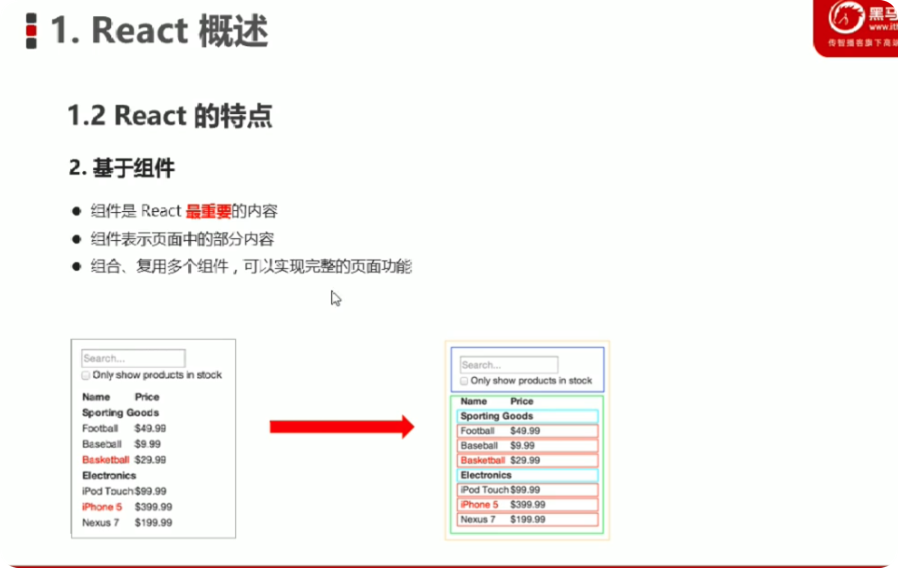 1. React 概述
黑马
www.it
传智播客旗下高端
1.2 React 的特点
2. 基于组件
● 组件是 React 最重要的内容
● 组件表示页面中的部分内容
● 组合、复用多个组件，可以实现完整的页面功能
Search...
Only show products in stock
Name Price
Sporting Goods
Football $49.99
Baseball $9.99
Basketball $29.99
Electronics
iPod Touch $99.99
iPhone 5 $399.99
Nexus 7 $199.99
Search...
Only show products in stock
Name Price
Sporting Goods
Football $49.99
Baseball $9.99
Basketball $29.99
Electronics
iPod Touch $99.99
iPhone 5 $399.99
Nexus 7 $199.99